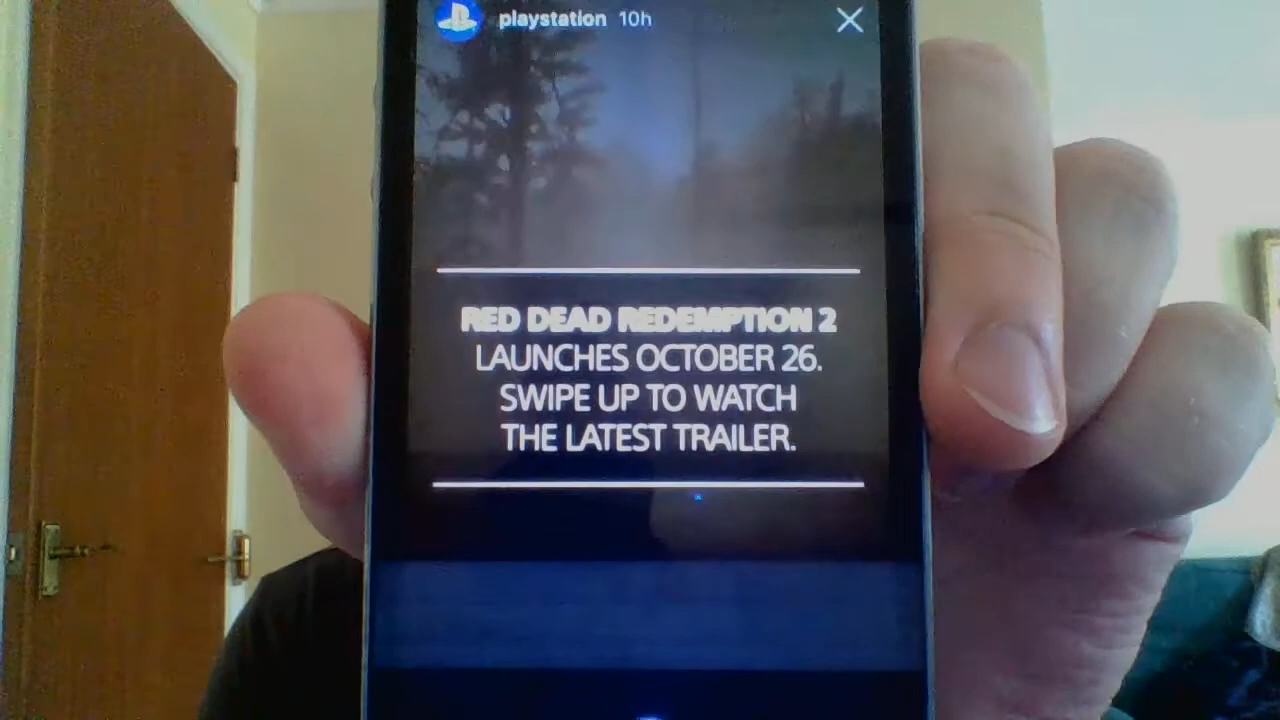 playstation 10h
RED DEAD REDEMPTION 2
LAUNCHES OCTOBER 26.
SWIPE UP TO WATCH
THE LATEST TRAILER.